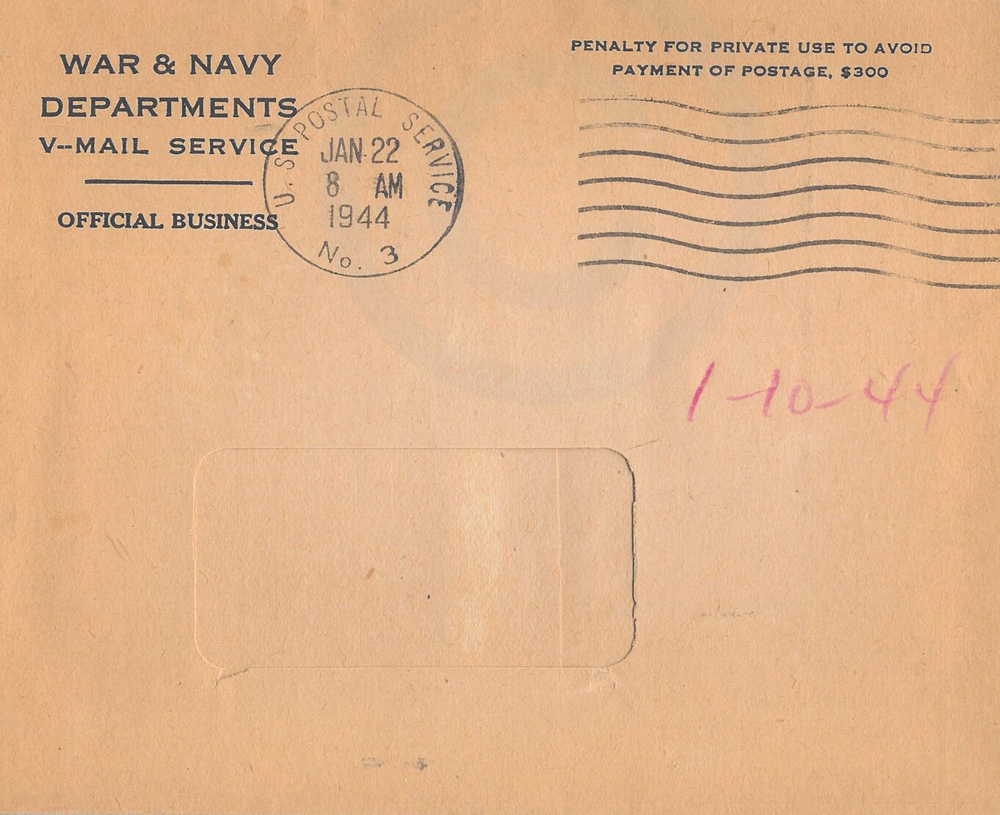 WAR & NAVY
DEPARTMENTS
V--MAIL SERVICE
OFFICIAL BUSINESS
U.S. POSTAL SERVICE
JAN 22
8 AM
1944
No. 3
PENALTY FOR PRIVATE USE TO AVOID
PAYMENT OF POSTAGE, $300
1-10-44